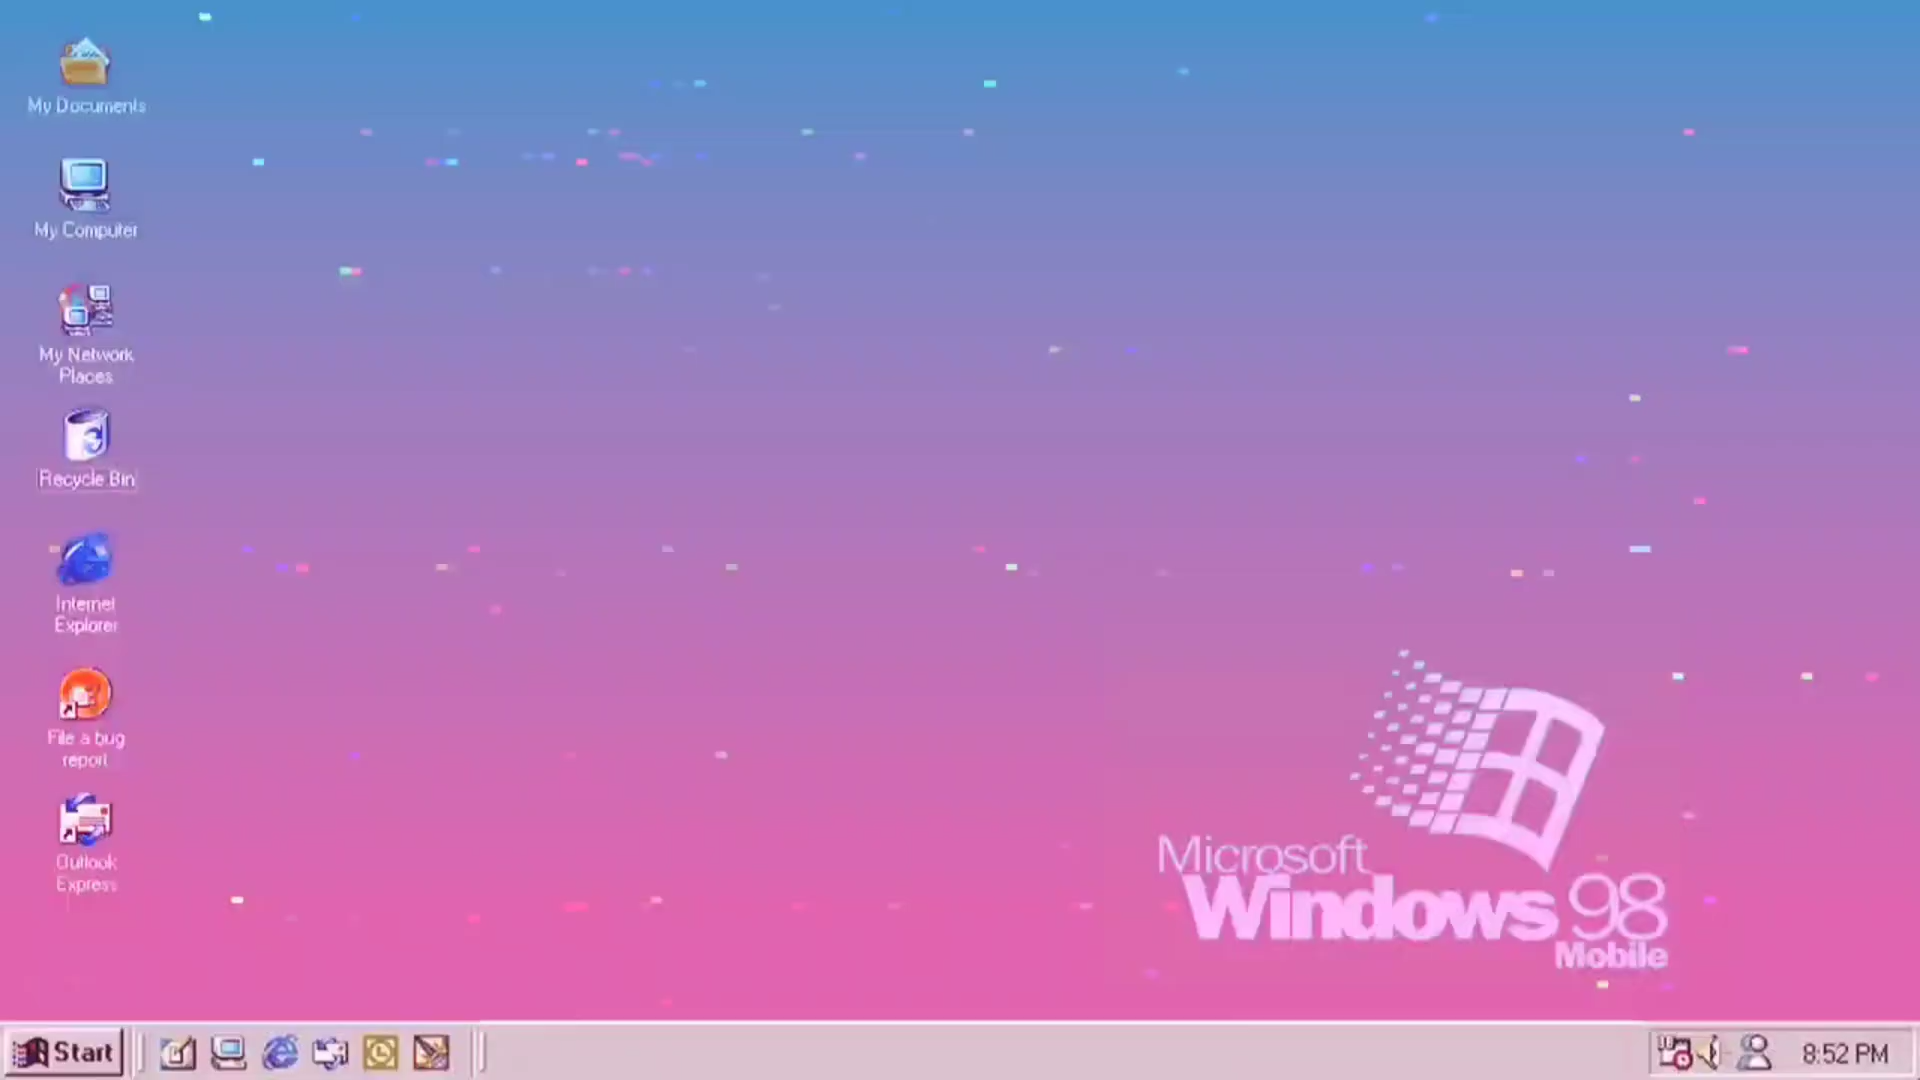 My Documents
My Computer
My Network
Places
Recycle Bin
Internet
Explorer
File a bug
report
Outlook
Express
Microsoft
Windows 98
Mobile
Start
8:52 PM